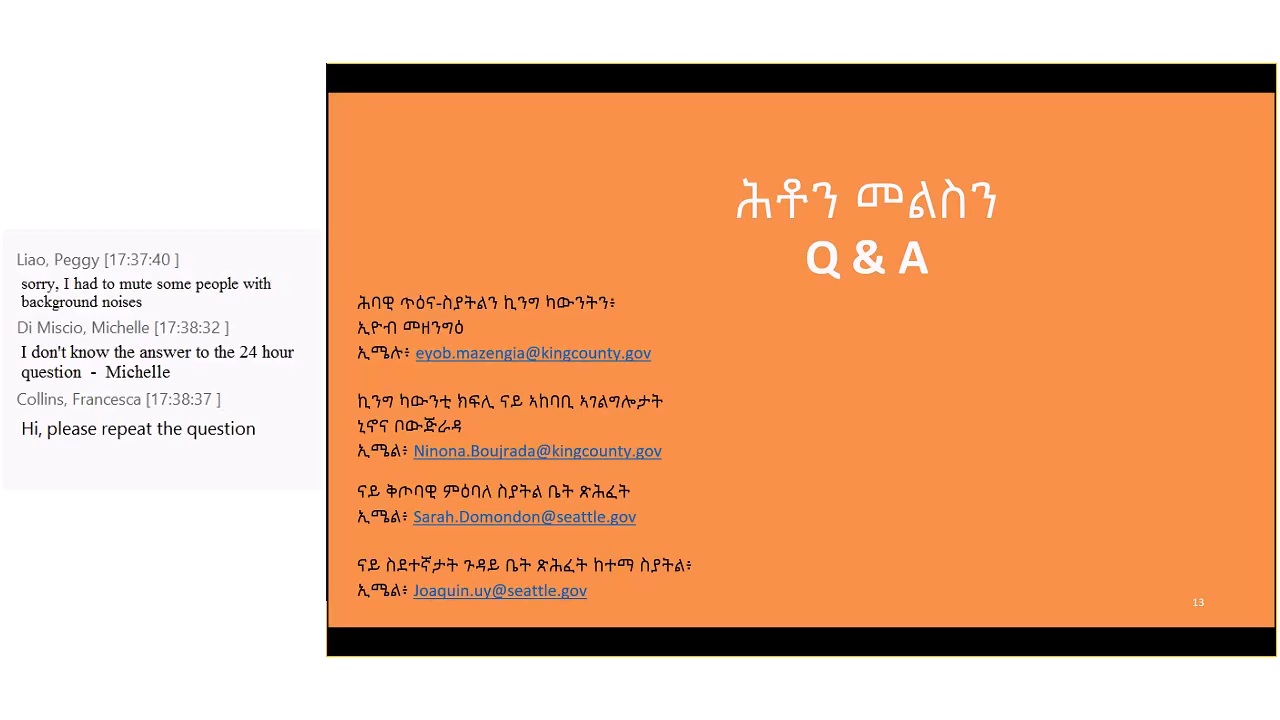 Liao, Peggy [17:37:40 ]
sorry, I had to mute some people with
background noises
Di Miscio, Michelle [17:38:32 ]
I don't know the answer to the 24 hour
question - Michelle
Collins, Francesca [17:38:37 ]
Hi, please repeat the question
ሕቶን መልስን
Q & A
ሕባዊ ጥዕና-ስያትልን ኪንግ ካውንትን፥
ኢዮብ መዘንግዕ
ኢሜሉ፥ eyob.mazengia@kingcounty.gov
ኪንግ ካውንቲ ክፍሊ ናይ ኣከባቢ ኣገልግሎታት
ኒኖና ቦውጅራዳ
ኢሜል፥ Ninona.Boujrada@kingcounty.gov
ናይ ቅጦባዊ ምዕባለ ስያትል ቤት ጽሕፈት
ኢሜል፥ Sarah.Domondon@seattle.gov
ናይ ስደተኛታት ጉዳይ ቤት ጽሕፈት ከተማ ስያትል፥
ኢሜል፥ Joaquin.uy@seattle.gov
13